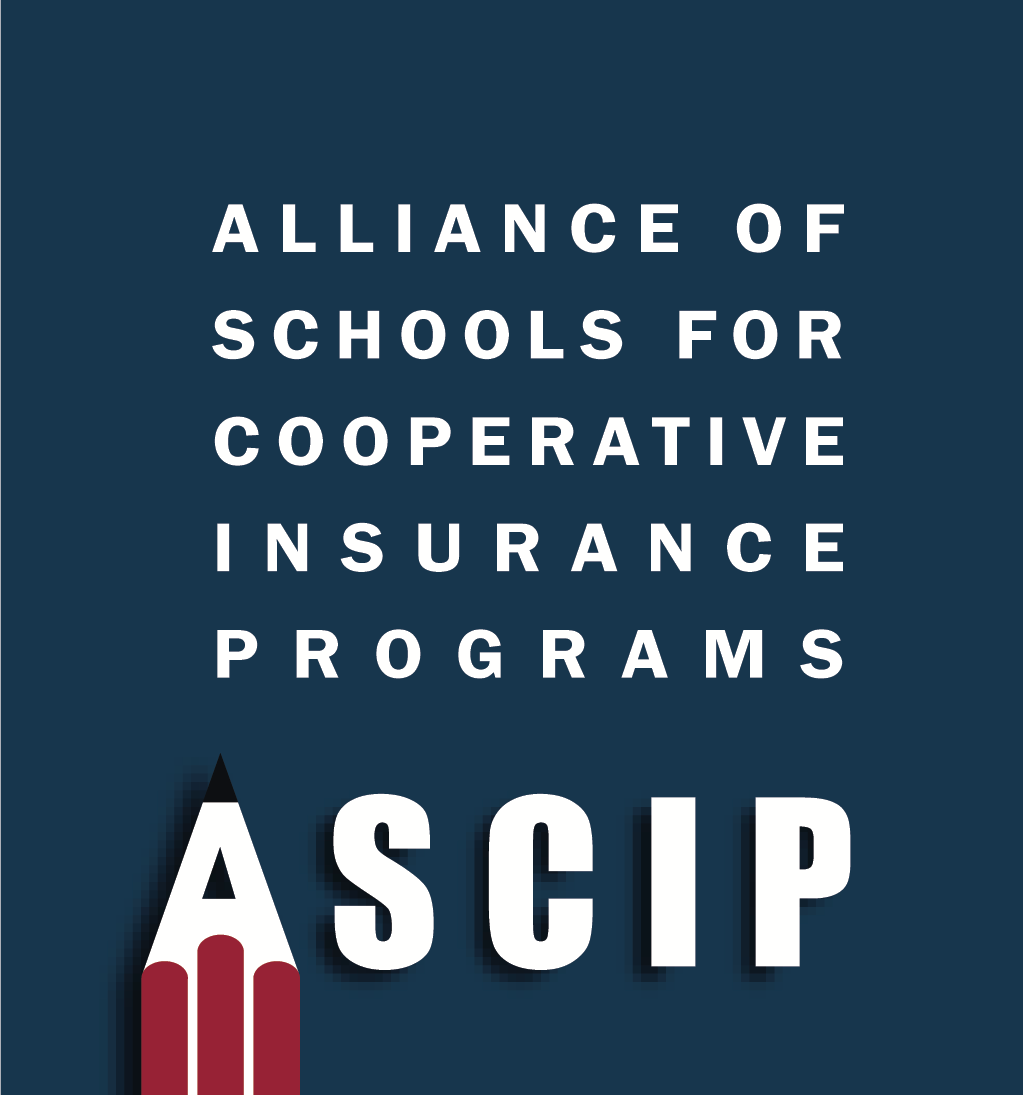 ALLIANCE OF
SCHOOLS FOR
COOPERATIVE
INSURANCE
PROGRAMS
ASCIP